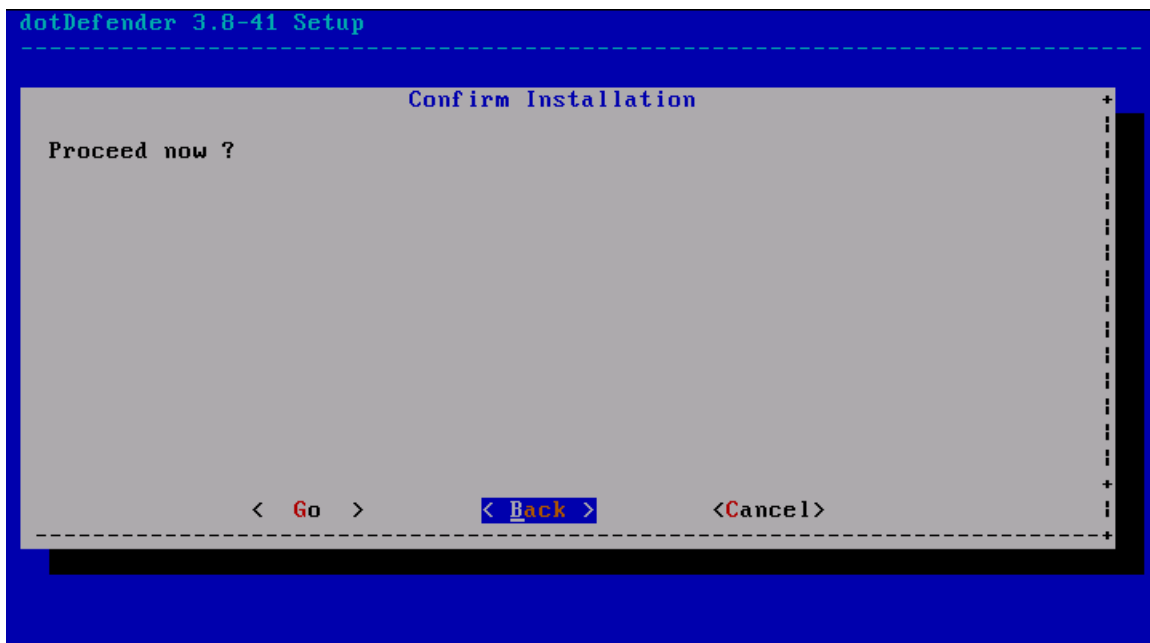 dotDefender 3.8-41 Setup
Confirm Installation
Proceed now ?
< Go > < Back > <Cancel>